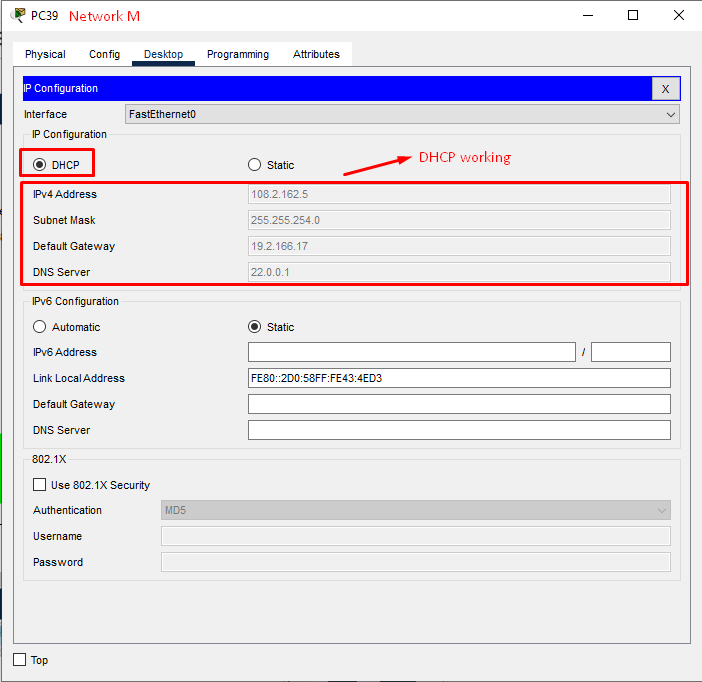 PC39 Network M
Physical Config Desktop Programming Attributes
IP Configuration X
Interface FastEthernet0
IP Configuration
DHCP Static DHCP working
IPv4 Address 108.2.162.5
Subnet Mask 255.255.254.0
Default Gateway 19.2.166.17
DNS Server 22.0.0.1
IPv6 Configuration
Automatic Static
IPv6 Address /
Link Local Address FE80::2D0:58FF:FE43:4ED3
Default Gateway
DNS Server
802.1X
Use 802.1X Security
Authentication MD5
Username
Password
Top